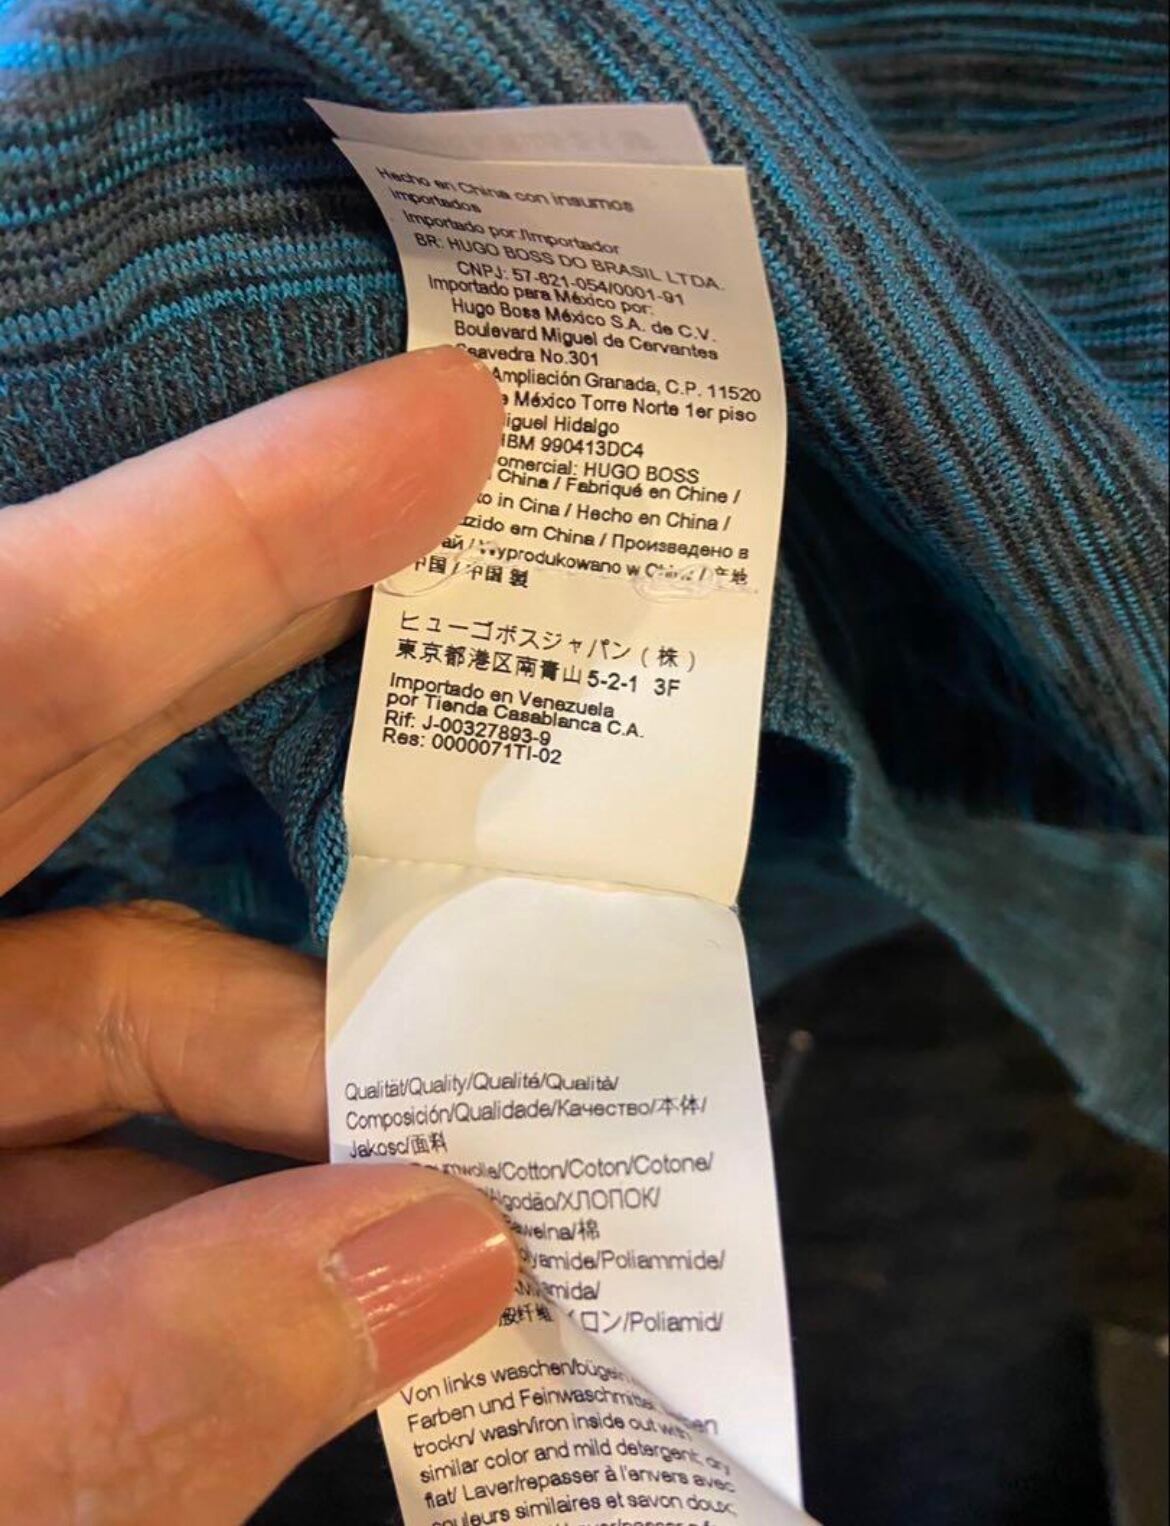 Hecho en China con insumos
importados
Importado por:/Importador
BR: HUGO BOSS DO BRASIL LTDA.
CNPJ: 57-621-054/0001-91
Importado para México por:
Hugo Boss México S.A. de C.V.
Boulevard Miguel de Cervantes
Saavedra No.301
Ampliación Granada, C.P. 11520
México Torre Norte 1er piso
Hidalgo
990413DC4
HUGO BOSS
China / Fabriqué en Chine /
in Cina / Hecho en China /
em China / Произведено в
Wyprodukowano w / 産地
中国 / 中国 製
ヒューゴボスジャパン ( 株 )
東京都港区南青山 5-2-1 3F
Importado en Venezuela
por Tienda Casablanca C.A.
Rif: J-00327893-9
Res: 0000071TI-02
Qualität/Quality/Qualité/Qualità/
Composición/Qualidade/Качество/本体/
Jakosc/面料
/Cotton/Coton/Cotone/
/ХЛОПОК/
/棉
/Poliammide/
/Poliamid/
Von links waschen/bügeln
Farben und Feinwaschmittel
trockn/ wash/iron inside out with
similar color and mild detergent, dry
flat/ Laver/repasser à l'envers avec
couleurs similaires et savon doux,